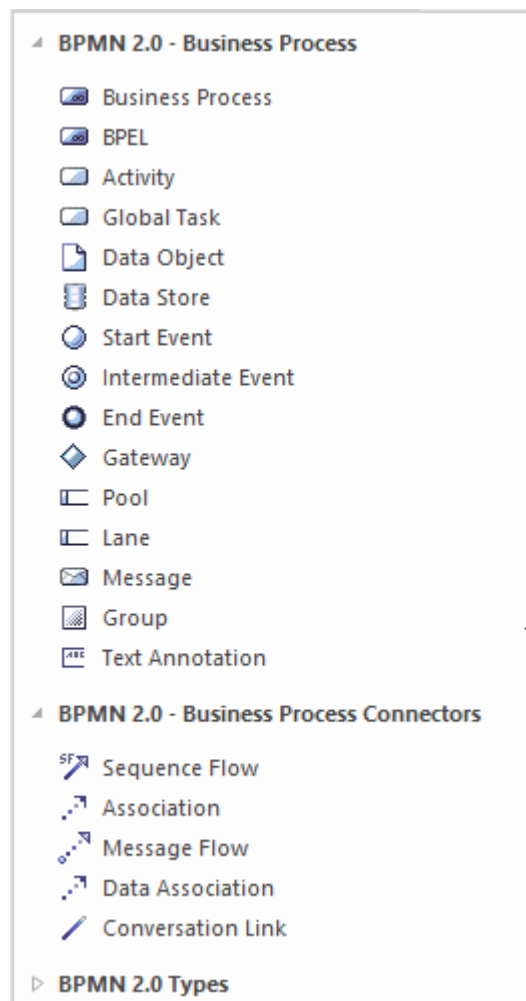 BPMN 2.0 - Business Process
Business Process
BPEL
Activity
Global Task
Data Object
Data Store
Start Event
Intermediate Event
End Event
Gateway
Pool
Lane
Message
Group
ABC Text Annotation
BPMN 2.0 - Business Process Connectors
SF Sequence Flow
Association
Message Flow
Data Association
Conversation Link
BPMN 2.0 Types